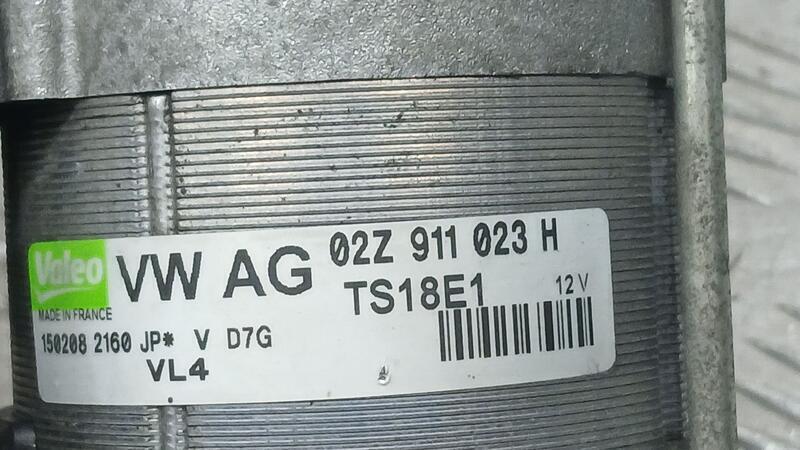 Valeo
MADE IN FRANCE
VW AG
02Z 911 023 H
TS18E1
12 V
150208 2160 JP* V D7G
VL4